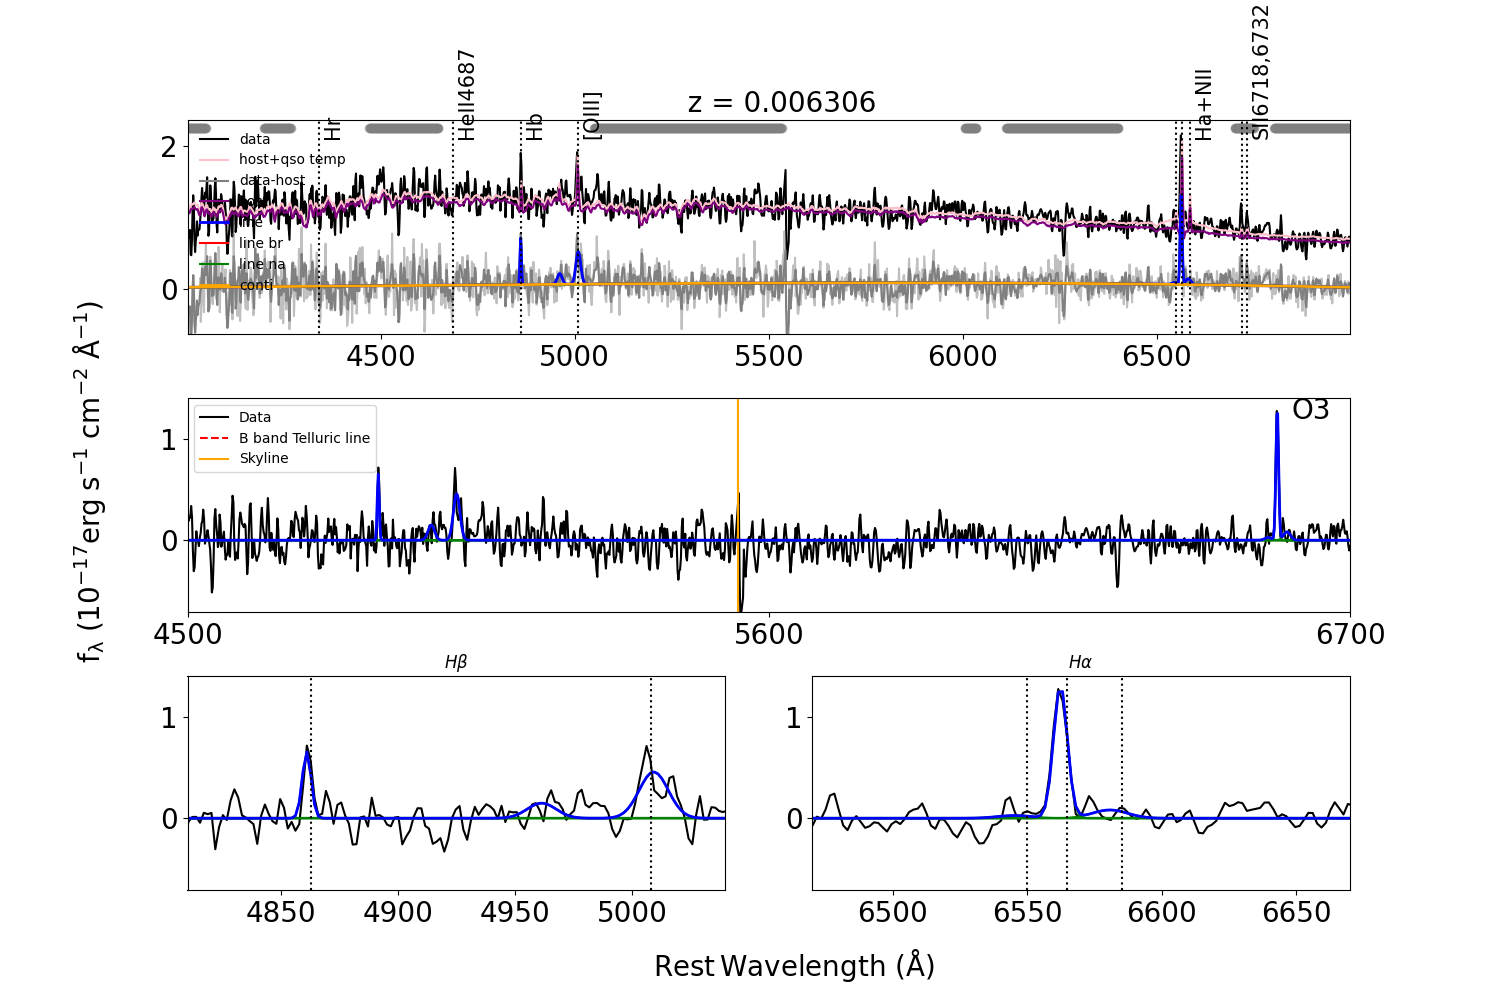 z = 0.006306
Hr
HeII4687
Hb
[OIII]
Ha+NII
SII6718,6732
data
host+qso temp
data-host
line
line br
line na
conti
2
0
4500
5000
5500
6000
6500
Data
B band Telluric line
Skyline
O3
1
0
4500
5600
6700
fλ (10⁻¹⁷erg s⁻¹ cm⁻² Å⁻¹)
Hβ
1
0
4850
4900
4950
5000
Hα
1
0
6500
6550
6600
6650
Rest Wavelength (Å)